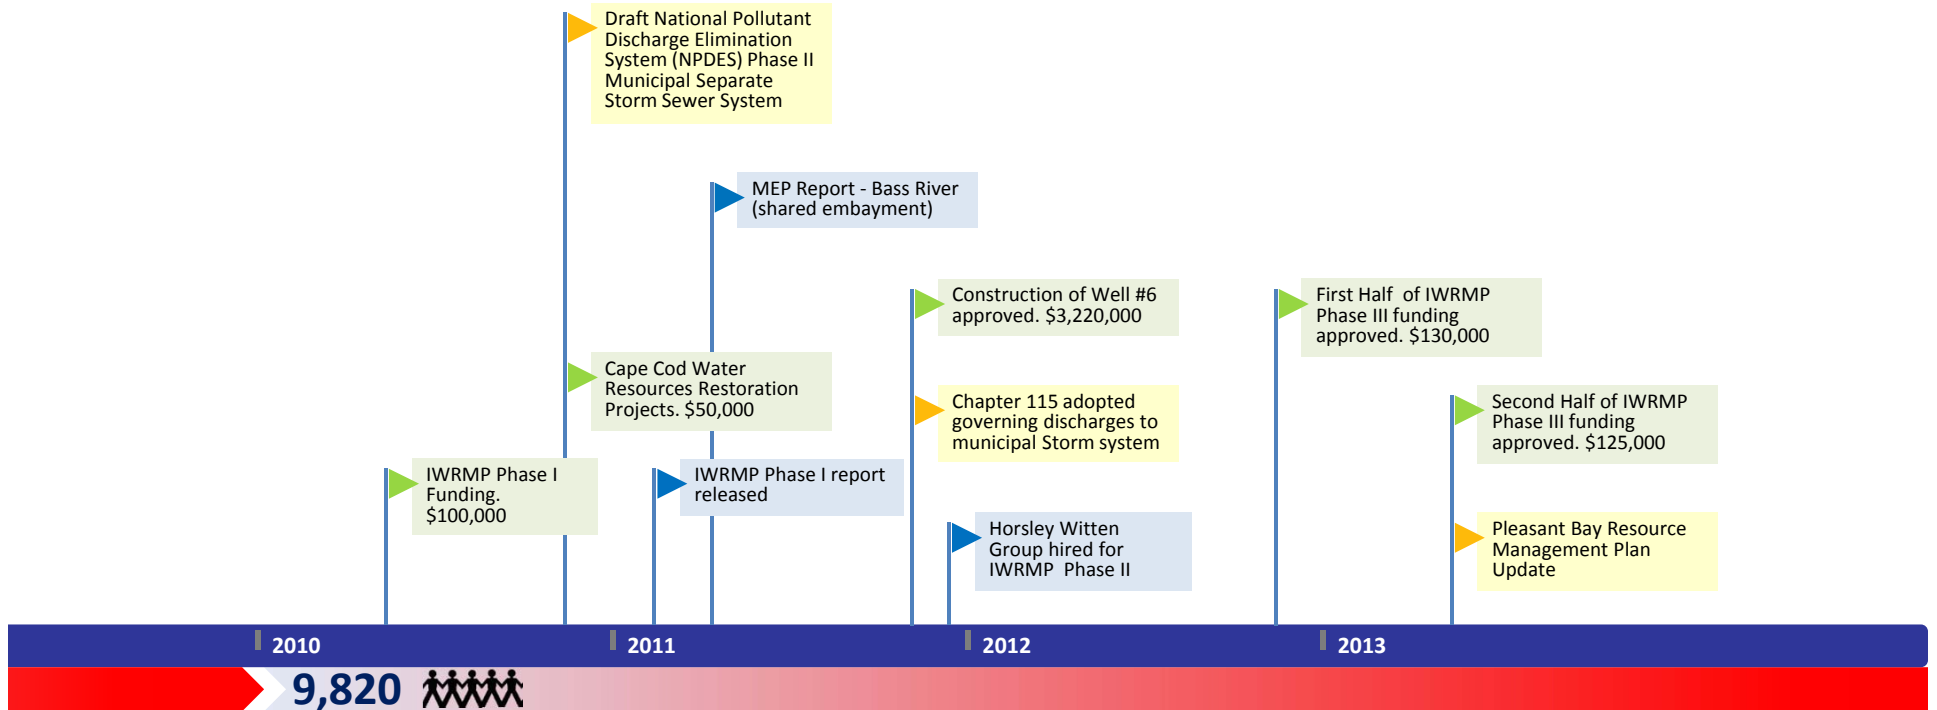 Draft National Pollutant
Discharge Elimination
System (NPDES) Phase II
Municipal Separate
Storm Sewer System
MEP Report - Bass River
(shared embayment)
Construction of Well #6
approved. $3,220,000
First Half  of IWRMP
Phase III funding
approved. $130,000
Cape Cod Water
Resources Restoration
Projects. $50,000
Chapter 115 adopted
governing discharges to
municipal Storm system
Second Half of IWRMP
Phase III funding
approved. $125,000
IWRMP Phase I
Funding.
$100,000
IWRMP Phase I report
released
Horsley Witten
Group hired for
IWRMP  Phase II
Pleasant Bay Resource
Management Plan
Update
2010
2011
2012
2013
9,820